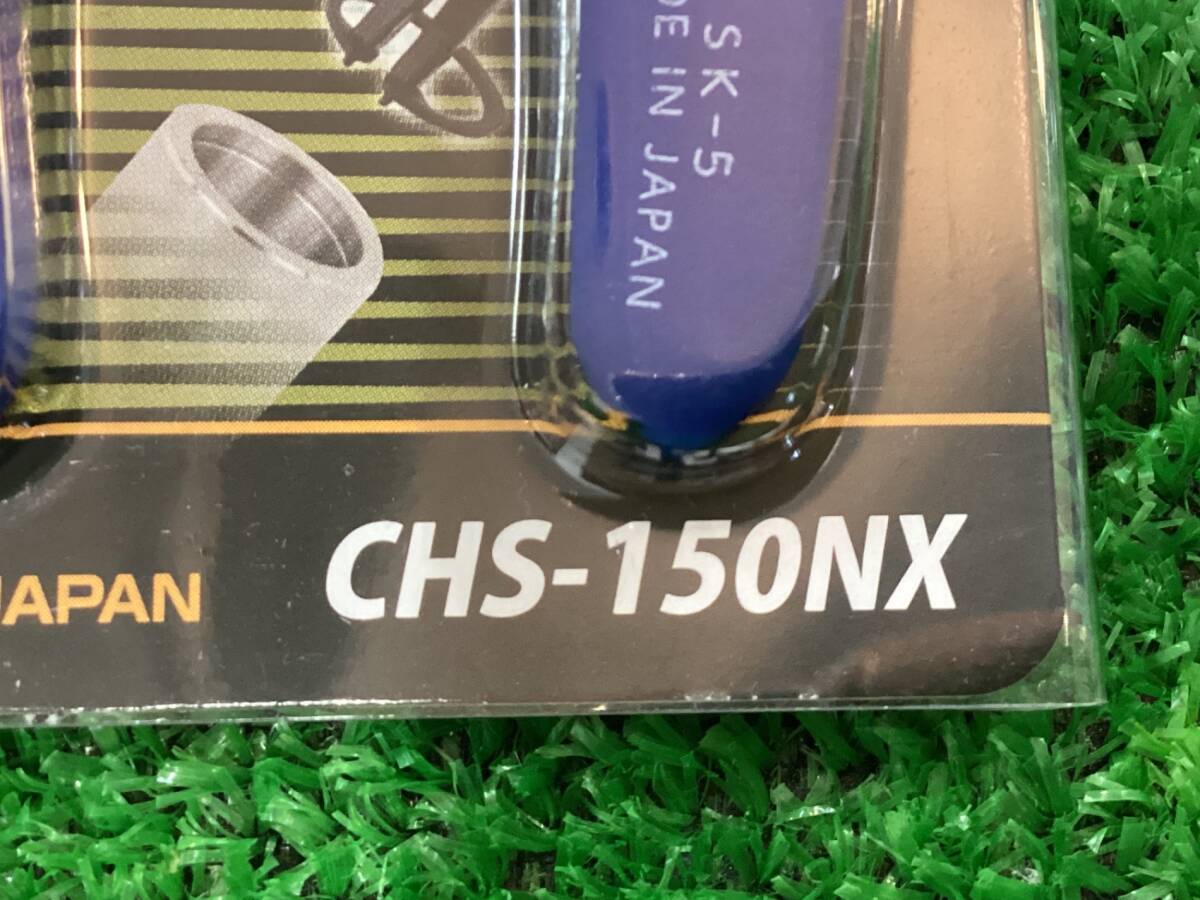 SK-5
DE IN JAPAN
JAPAN
CHS-150NX